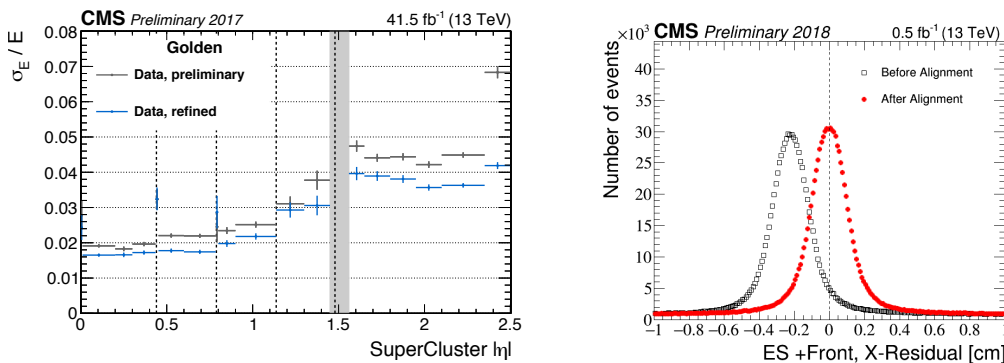 CMS Preliminary 2017 41.5 fb⁻¹ (13 TeV)
σ_E / E
0.08
0.07
0.06
0.05
0.04
0.03
0.02
0.01
0.00
Golden
Data, preliminary
Data, refined
0 0.5 1 1.5 2 2.5
SuperCluster |η|
CMS Preliminary 2018 0.5 fb⁻¹ (13 TeV)
×10³
Number of events
40
35
30
25
20
15
10
5
0
Before Alignment
After Alignment
−1 −0.8 −0.6 −0.4 −0.2 0 0.2 0.4 0.6 0.8
ES +Front, X-Residual [cm]